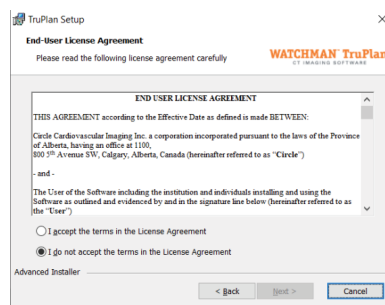 TruPlan Setup
End-User License Agreement
Please read the following license agreement carefully
WATCHMAN™ TruPlan
CT IMAGING SOFTWARE
END USER LICENSE AGREEMENT
THIS AGREEMENT according to the Effective Date as defined is made BETWEEN:
Circle Cardiovascular Imaging Inc. a corporation incorporated pursuant to the laws of the Province
of Alberta, having an office at 1100,
800 5th Avenue SW, Calgary, Alberta, Canada (hereinafter referred to as “Circle”)
- and -
The User of the Software including the institution and individuals installing and using the
Software as outlined and evidenced by and in the signature line below (hereinafter referred to as
the “User”)
I accept the terms in the License Agreement
I do not accept the terms in the License Agreement
Advanced Installer
< Back
Next >
Cancel